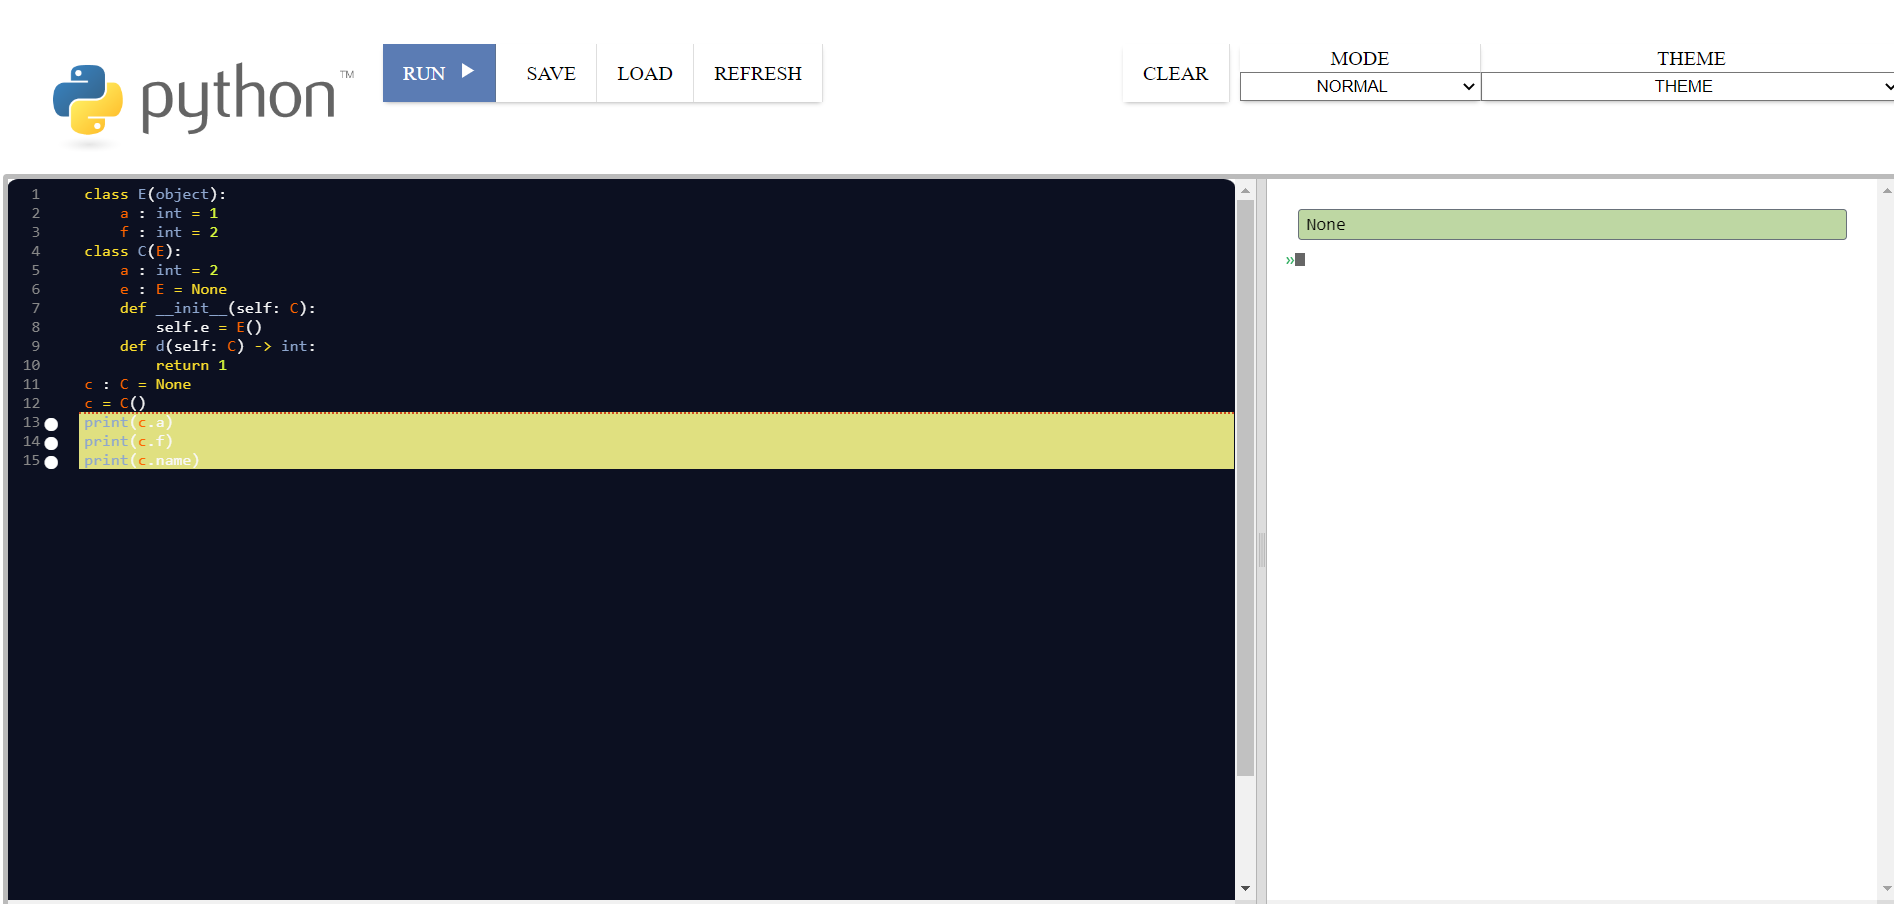 python™
RUN
SAVE
LOAD
REFRESH
CLEAR
MODE
NORMAL
THEME
THEME
1 class E(object):
2     a : int = 1
3     f : int = 2
4 class C(E):
5     a : int = 2
6     e : E = None
7     def __init__(self: C):
8         self.e = E()
9     def d(self: C) -> int:
10         return 1
11 c : C = None
12 c = C()
13 print(c.a)
14 print(c.f)
15 print(c.name)
None
»